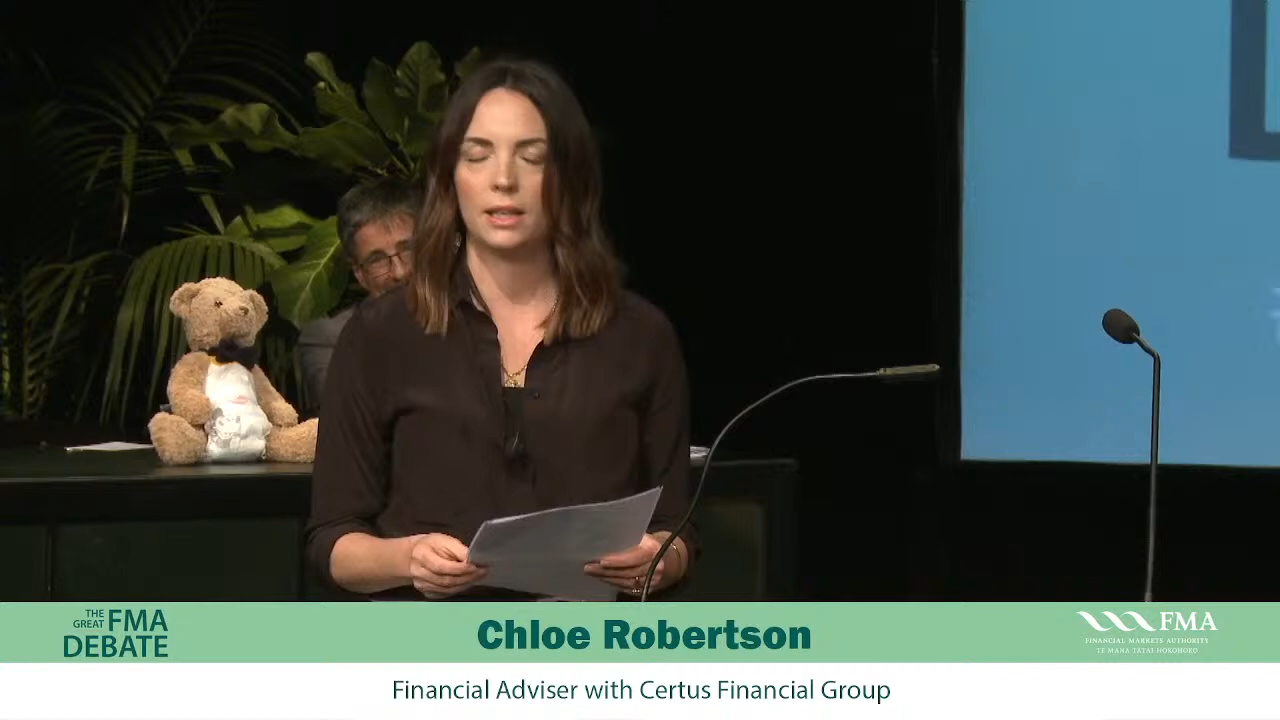 THE
GREAT FMA
DEBATE
Chloe Robertson
FMA
FINANCIAL MARKETS AUTHORITY
TE MANA TATAI HOKOHOKO
Financial Adviser with Certus Financial Group